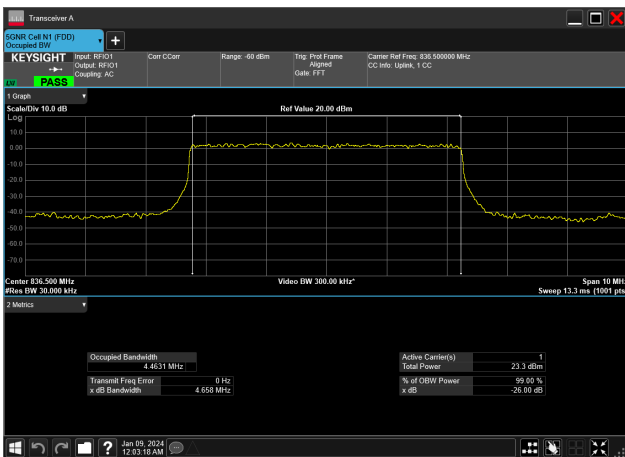 Transceiver A
5GNR Cell N1 (FDD)
Occupied BW
KEYSIGHT
LV PASS
Input: RFIO1
Output: RFIO1
Coupling: AC
Corr CCorr
Range: -60 dBm
Trig: Prot Frame
Aligned
Gate: FFT
Carrier Ref Freq: 836.500000 MHz
CC Info: Uplink, 1 CC
1 Graph
Scale/Div 10.0 dB
Ref Value 20.00 dBm
Log
10.0
0.00
-10.0
-20.0
-30.0
-40.0
-50.0
-60.0
-70.0
Center 836.500 MHz
Video BW 300.00 kHz*
Span 10 MHz
#Res BW 30.000 kHz
Sweep 13.3 ms (1001 pts
2 Metrics
Occupied Bandwidth
4.4631 MHz
Transmit Freq Error 0 Hz
x dB Bandwidth 4.658 MHz
Active Carrier(s) 1
Total Power 23.3 dBm
% of OBW Power 99.00 %
x dB -26.00 dB
Jan 09, 2024
12:03:18 AM